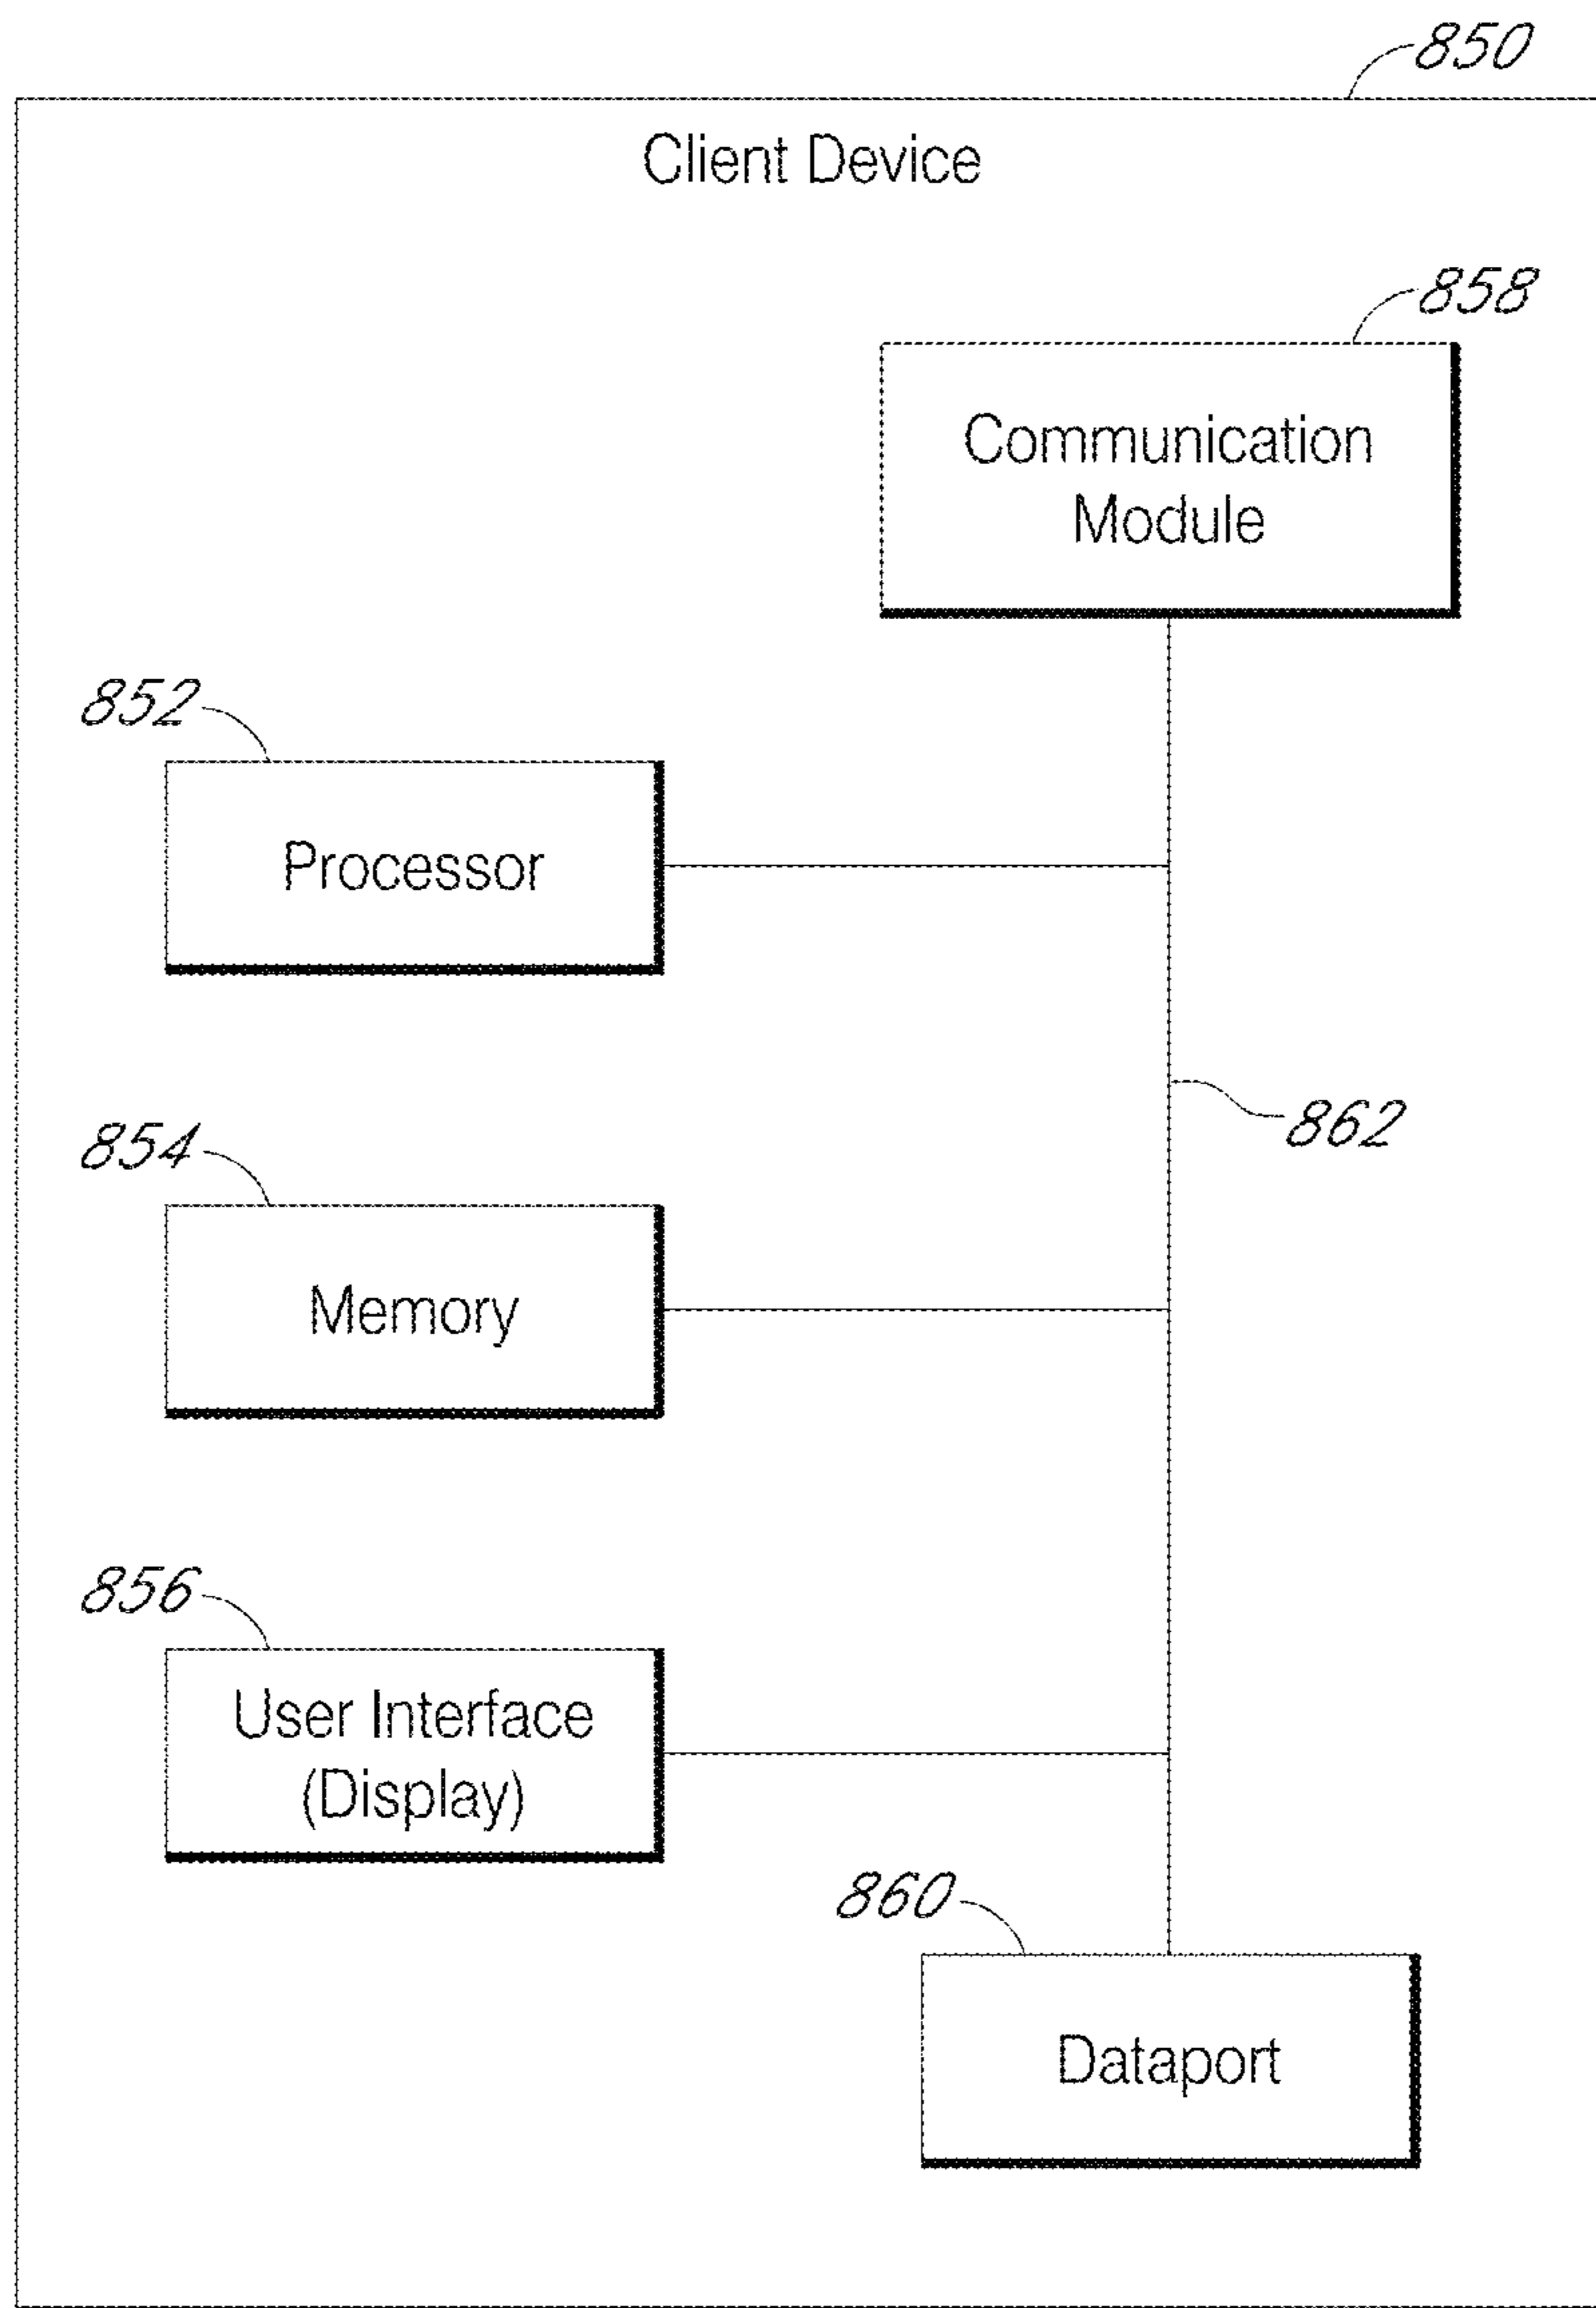 850
Client Device
858
Communication
Module
852
Processor
862
854
Memory
856
User Interface
(Display)
860
Dataport